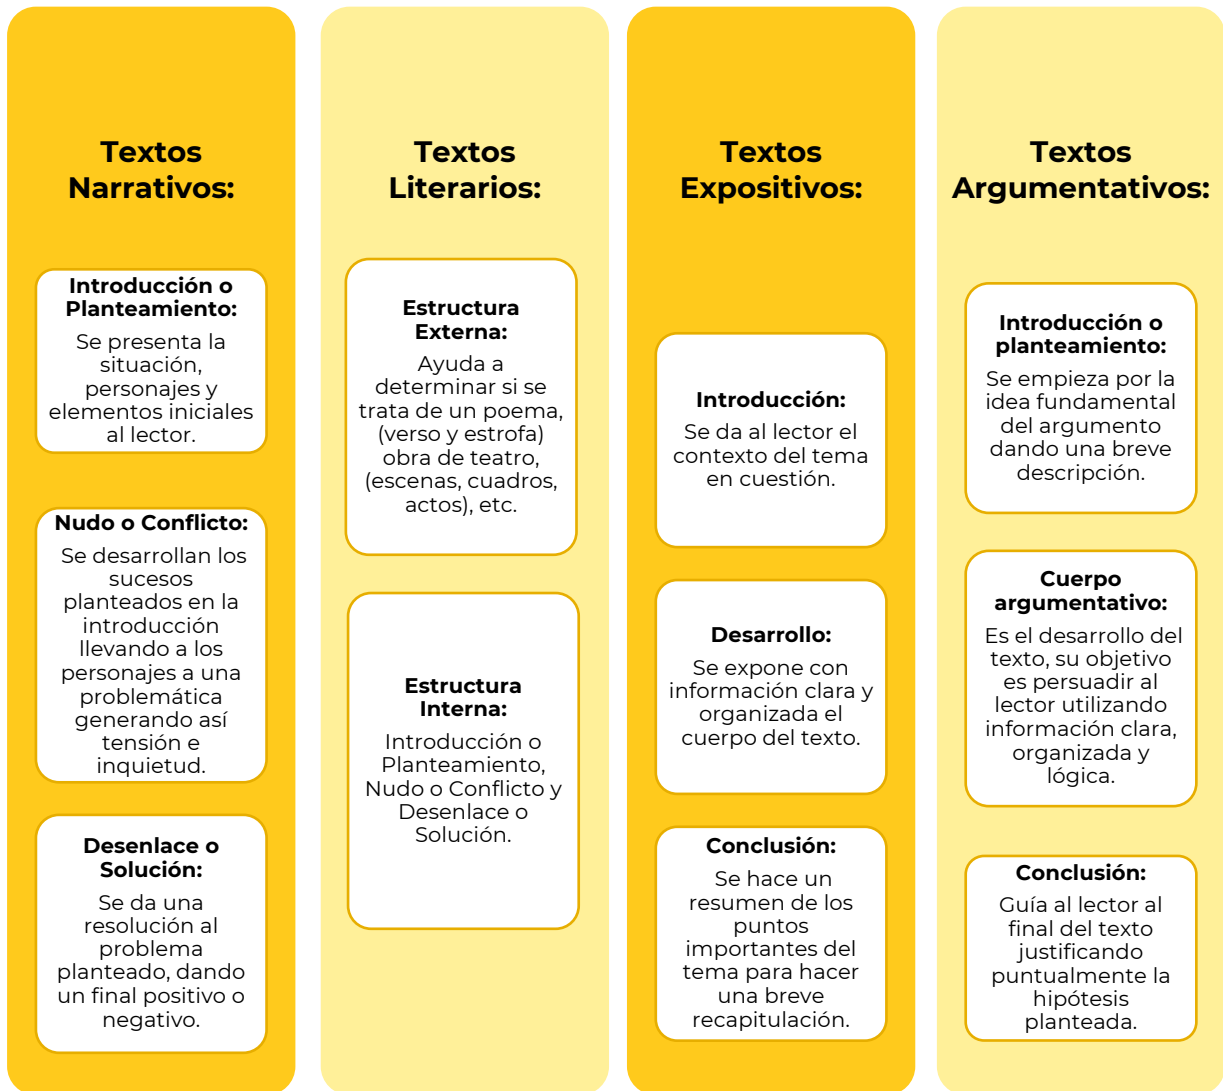 Textos
Narrativos:
Introducción o
Planteamiento:
Se presenta la
situación,
personajes y
elementos iniciales
al lector.
Nudo o Conflicto:
Se desarrollan los
sucesos
planteados en la
introducción
llevando a los
personajes a una
problemática
generando así
tensión e
inquietud.
Desenlace o
Solución:
Se da una
resolución al
problema
planteado, dando
un final positivo o
negativo.
Textos
Literarios:
Estructura
Externa:
Ayuda a
determinar si se
trata de un poema,
(verso y estrofa)
obra de teatro,
(escenas, cuadros,
actos), etc.
Estructura
Interna:
Introducción o
Planteamiento,
Nudo o Conflicto y
Desenlace o
Solución.
Textos
Expositivos:
Introducción:
Se da al lector el
contexto del tema
en cuestión.
Desarrollo:
Se expone con
información clara y
organizada el
cuerpo del texto.
Conclusión:
Se hace un
resumen de los
puntos
importantes del
tema para hacer
una breve
recapitulación.
Textos
Argumentativos:
Introducción o
planteamiento:
Se empieza por la
idea fundamental
del argumento
dando una breve
descripción.
Cuerpo
argumentativo:
Es el desarrollo del
texto, su objetivo
es persuadir al
lector utilizando
información clara,
organizada y
lógica.
Conclusión:
Guía al lector al
final del texto
justificando
puntualmente la
hipótesis
planteada.